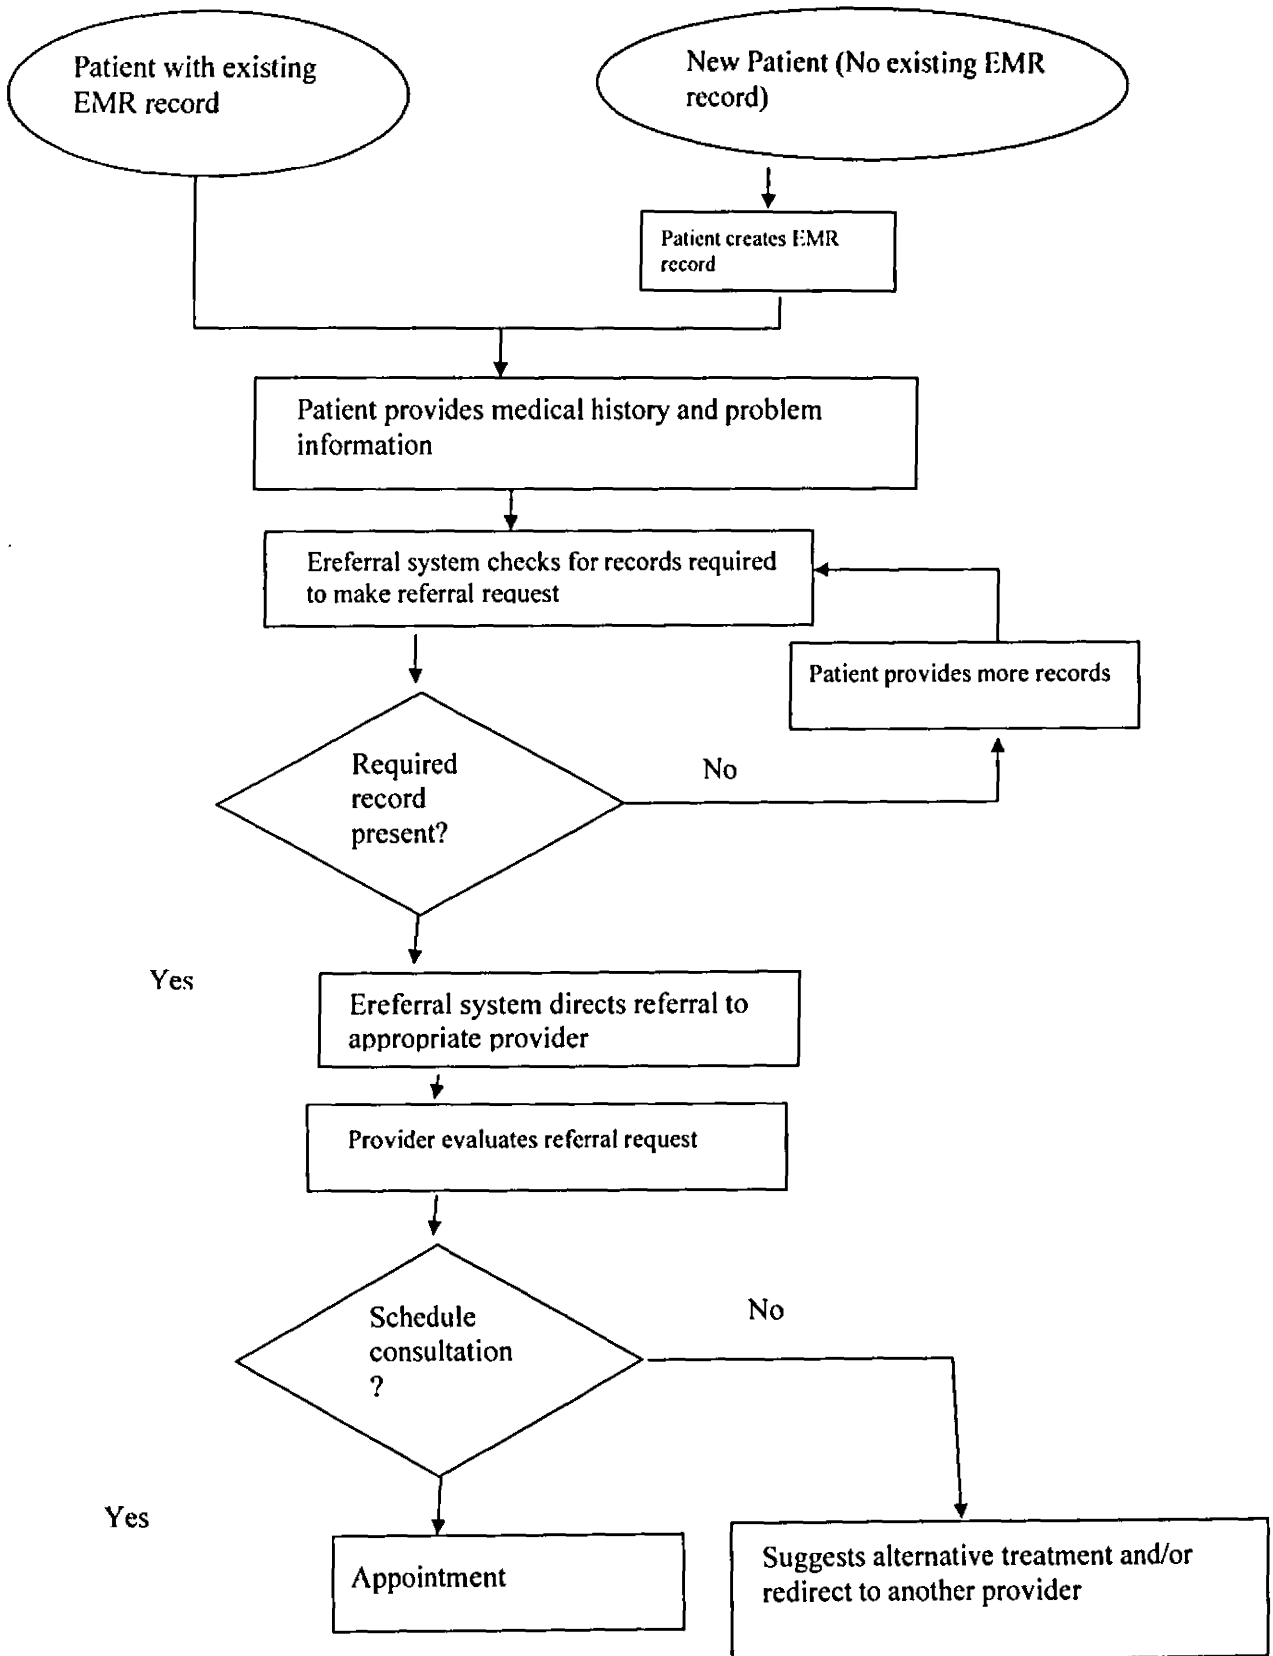 Patient with existing
EMR record
New Patient (No existing EMR
record)
Patient creates EMR
record
Patient provides medical history and problem
information
Ereferral system checks for records required
to make referral request
Patient provides more records
Required
record
present?
No
Yes
Ereferral system directs referral to
appropriate provider
Provider evaluates referral request
Schedule
consultation
?
No
Yes
Appointment
Suggests alternative treatment and/or
redirect to another provider